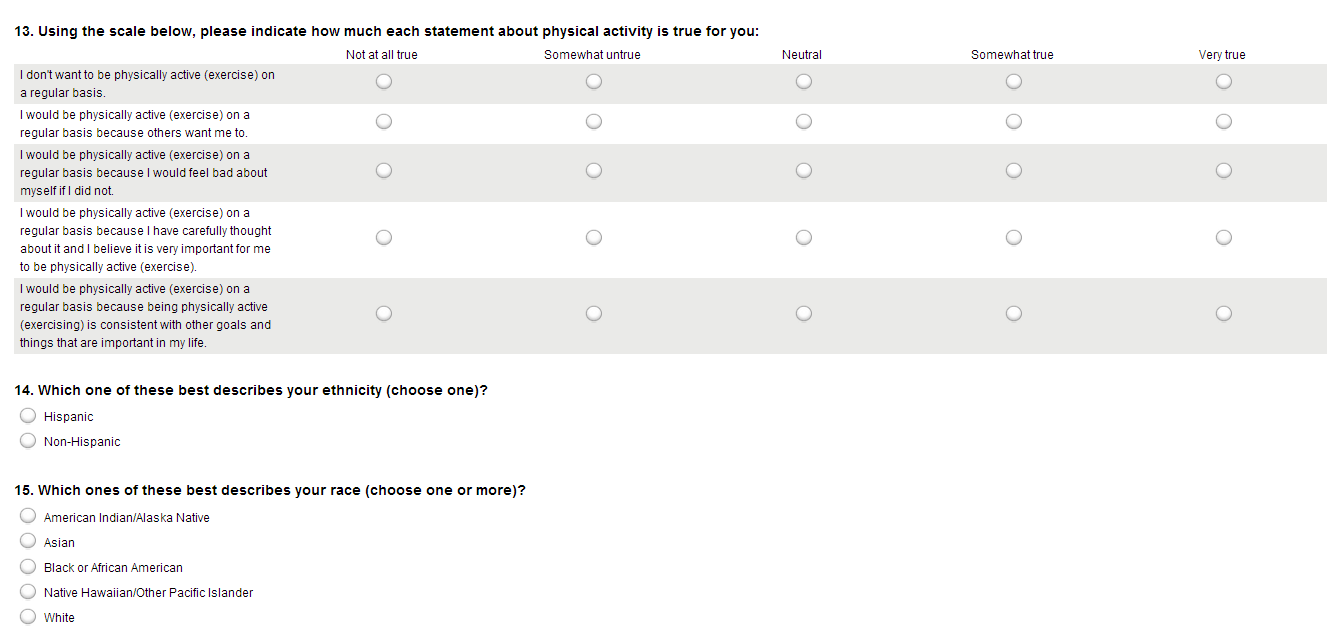 13. Using the scale below, please indicate how much each statement about physical activity is true for you:
Not at all true Somewhat untrue Neutral Somewhat true Very true
I don't want to be physically active (exercise) on
a regular basis.
I would be physically active (exercise) on a
regular basis because others want me to.
I would be physically active (exercise) on a
regular basis because I would feel bad about
myself if I did not.
I would be physically active (exercise) on a
regular basis because I have carefully thought
about it and I believe it is very important for me
to be physically active (exercise).
I would be physically active (exercise) on a
regular basis because being physically active
(exercising) is consistent with other goals and
things that are important in my life.
14. Which one of these best describes your ethnicity (choose one)?
Hispanic
Non-Hispanic
15. Which ones of these best describes your race (choose one or more)?
American Indian/Alaska Native
Asian
Black or African American
Native Hawaiian/Other Pacific Islander
White